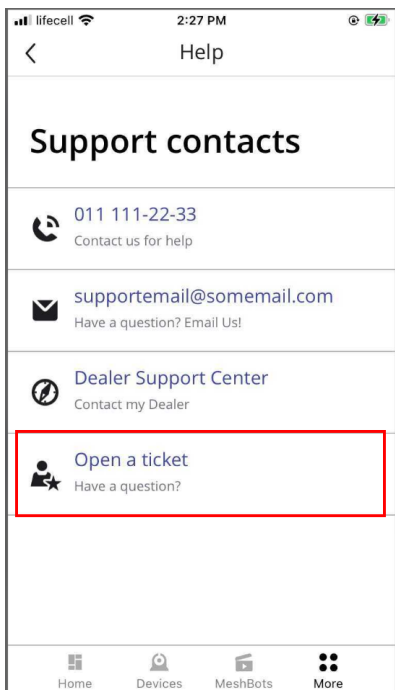 lifecell 2:27 PM
Help
Support contacts
011 111-22-33
Contact us for help
supportemail@somemail.com
Have a question? Email Us!
Dealer Support Center
Contact my Dealer
Open a ticket
Have a question?
Home Devices MeshBots More